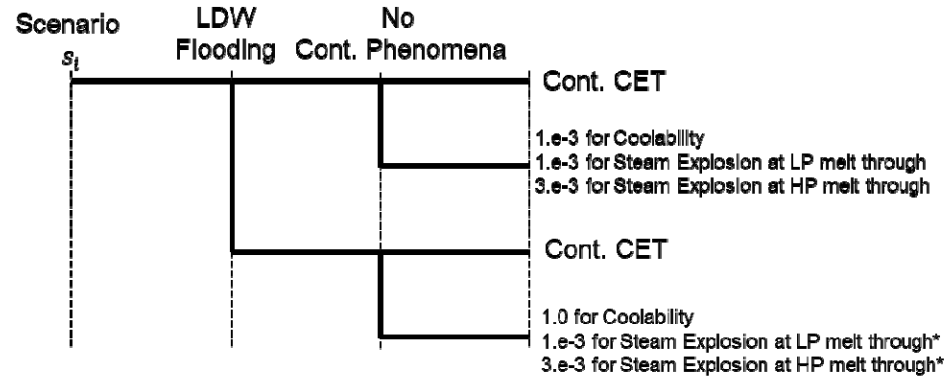 Scenario
s_i
LDW
Flooding
No
Cont. Phenomena
Cont. CET
1.e-3 for Coolability
1.e-3 for Steam Explosion at LP melt through
3.e-3 for Steam Explosion at HP melt through
Cont. CET
1.0 for Coolability
1.e-3 for Steam Explosion at LP melt through*
3.e-3 for Steam Explosion at HP melt through*